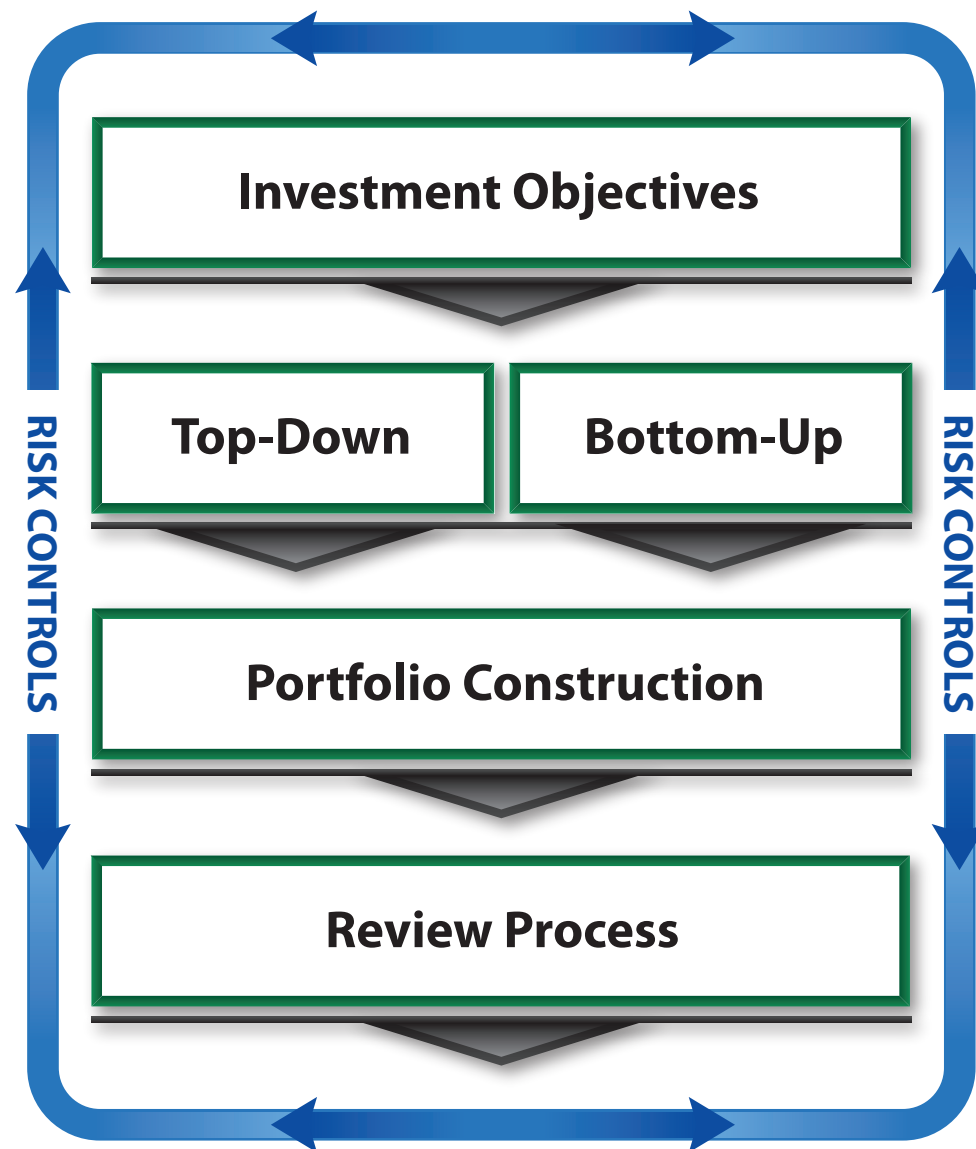 Investment Objectives
Top-Down
Bottom-Up
RISK CONTROLS
RISK CONTROLS
Portfolio Construction
Review Process